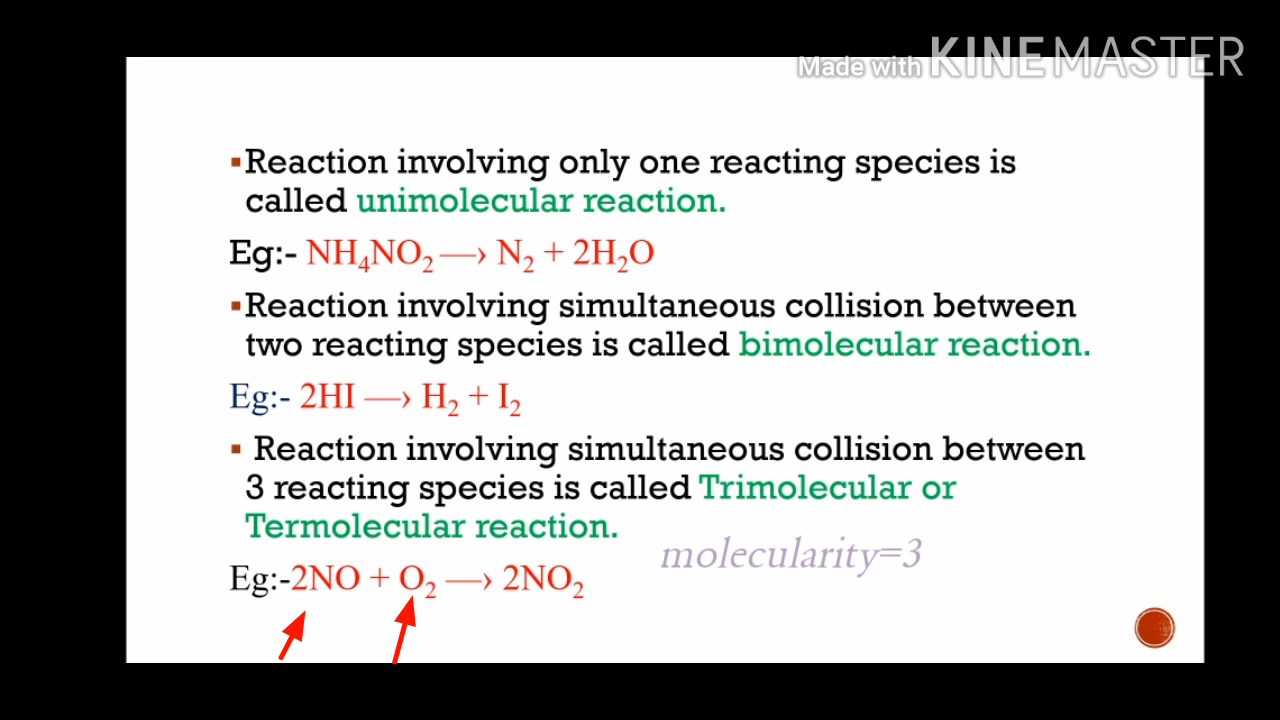 Made with KINEMASTER
▪Reaction involving only one reacting species is
called unimolecular reaction.
Eg:- NH₄NO₂ —› N₂ + 2H₂O
▪Reaction involving simultaneous collision between
two reacting species is called bimolecular reaction.
Eg:- 2HI —› H₂ + I₂
▪ Reaction involving simultaneous collision between
3 reacting species is called Trimolecular or
Termolecular reaction.
molecularity=3
Eg:-2NO + O₂ —› 2NO₂